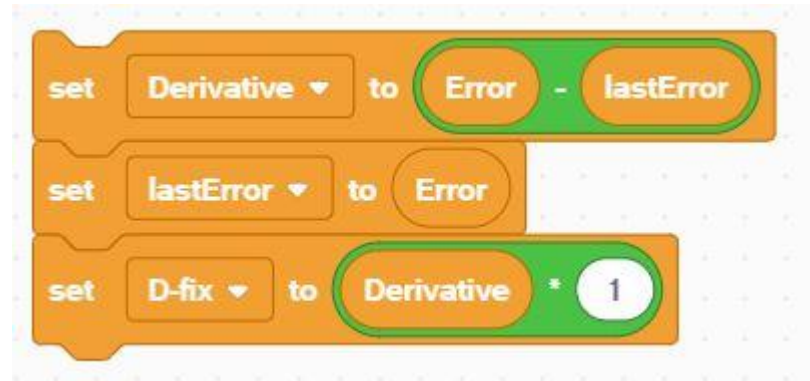 set Derivative to Error - lastError
set lastError to Error
set D-fix to Derivative * 1